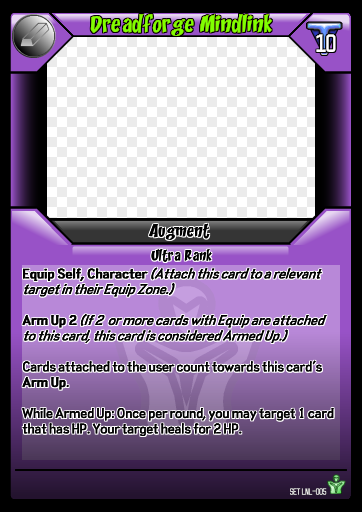 Dreadforge Mindlink
10
Augment
Ultra Rank
Equip Self, Character (Attach this card to a relevant
target in their Equip Zone.)
Arm Up 2 (If 2 or more cards with Equip are attached
to this card, this card is considered Armed Up.)
Cards attached to the user count towards this card's
Arm Up.
While Armed Up: Once per round, you may target 1 card
that has HP. Your target heals for 2 HP.
SET LNL-005